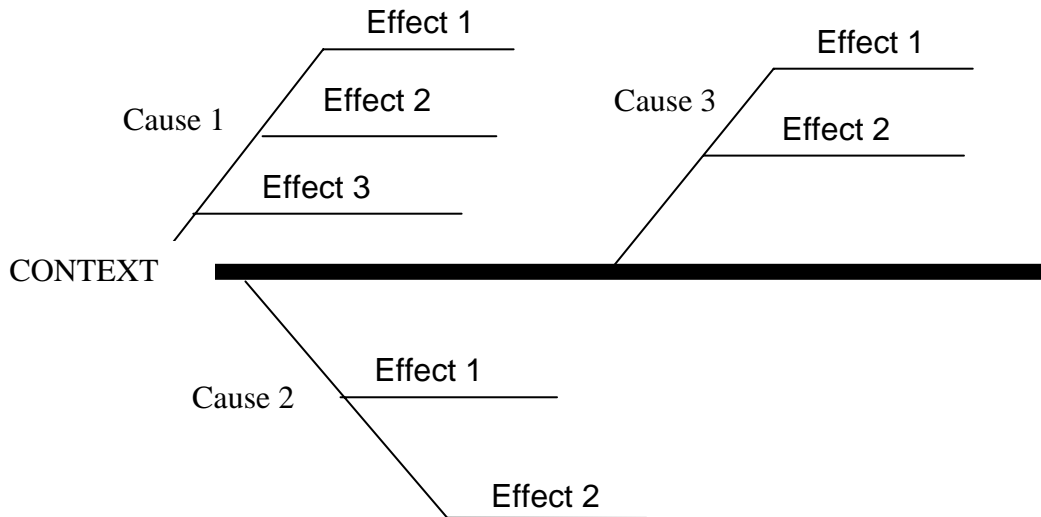 Effect 1
Effect 2
Cause 1
Effect 3
Effect 1
Cause 3
Effect 2
CONTEXT
Effect 1
Cause 2
Effect 2